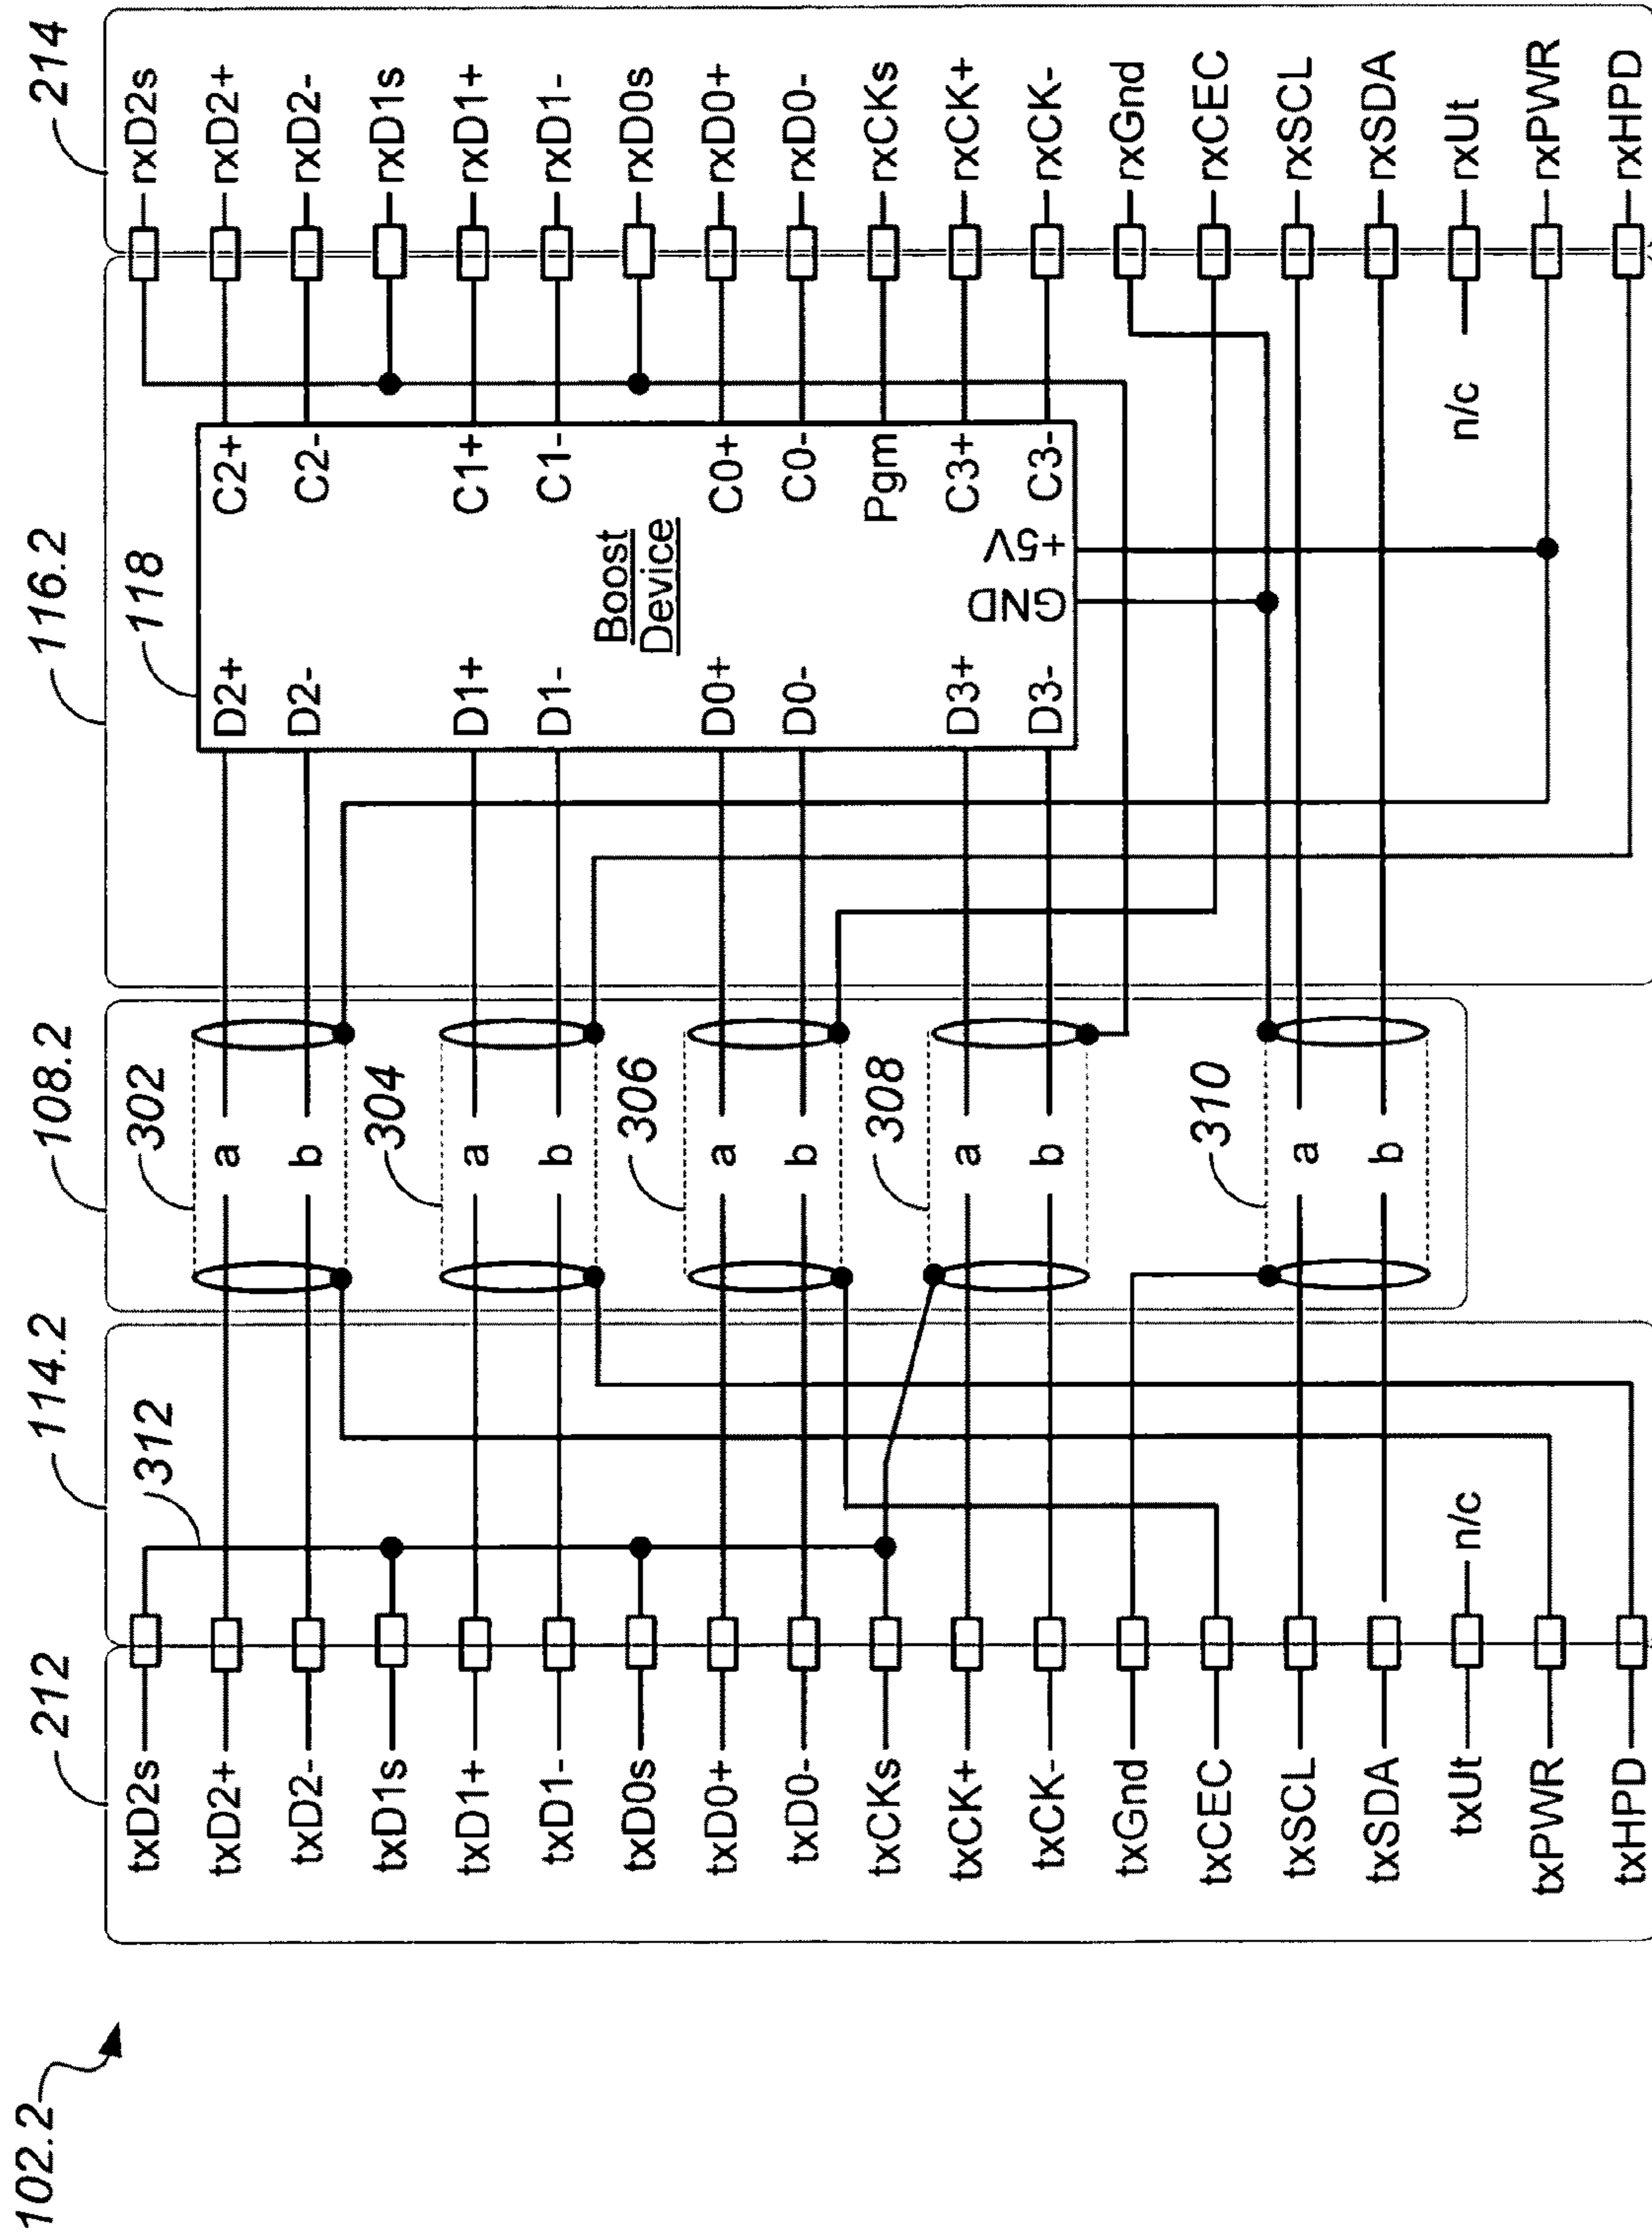 102.2
212
114.2
108.2
116.2
214
312
302
118
304
306
308
310
txD2s
txD2+
txD2-
txD1s
txD1+
txD1-
txD0s
txD0+
txD0-
txCKs
txCK+
txCK-
txGnd
txCEC
txSCL
txSDA
txUt
txPWR
txHPD
n/c
a
b
a
b
a
b
a
b
a
b
D2+
D2-
D1+
D1-
D0+
D0-
D3+
D3-
Boost
Device
GND
+5V
C2+
C2-
C1+
C1-
C0+
C0-
Pgm
C3+
C3-
n/c
rxD2s
rxD2+
rxD2-
rxD1s
rxD1+
rxD1-
rxD0s
rxD0+
rxD0-
rxCKs
rxCK+
rxCK-
rxGnd
rxCEC
rxSCL
rxSDA
rxUt
rxPWR
rxHPD